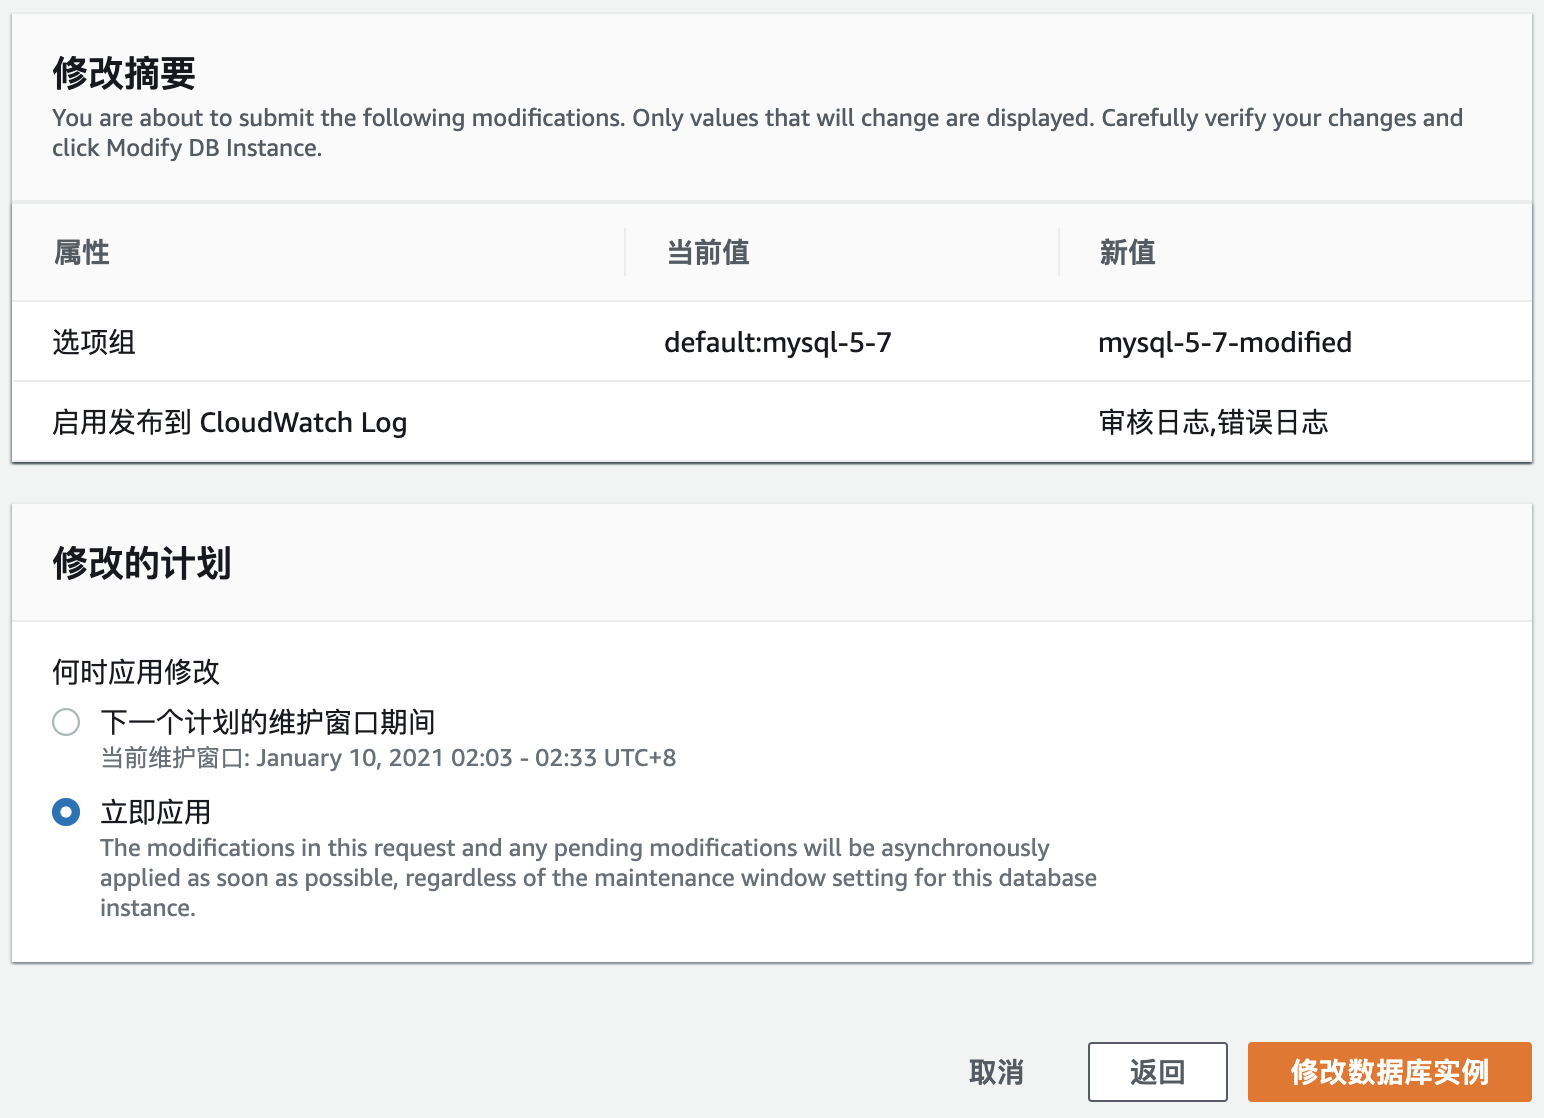 修改摘要
You are about to submit the following modifications. Only values that will change are displayed. Carefully verify your changes and
click Modify DB Instance.
属性 当前值 新值
选项组 default:mysql-5-7 mysql-5-7-modified
启用发布到 CloudWatch Log 审核日志,错误日志
修改的计划
何时应用修改
下一个计划的维护窗口期间
当前维护窗口: January 10, 2021 02:03 - 02:33 UTC+8
立即应用
The modifications in this request and any pending modifications will be asynchronously
applied as soon as possible, regardless of the maintenance window setting for this database
instance.
取消 返回 修改数据库实例